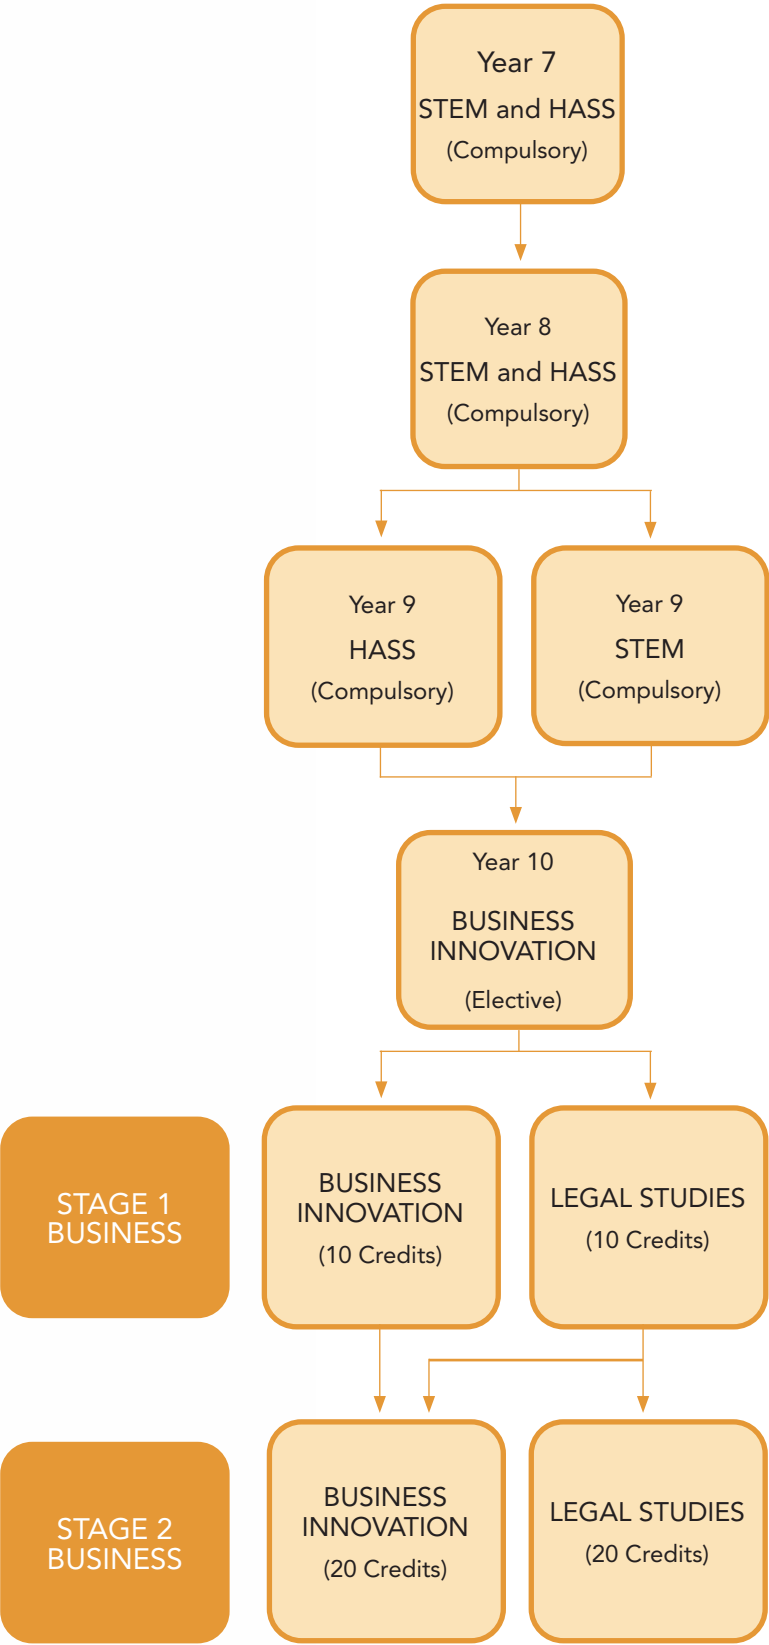 Year 7
STEM and HASS
(Compulsory)
Year 8
STEM and HASS
(Compulsory)
Year 9
HASS
(Compulsory)
Year 9
STEM
(Compulsory)
Year 10
BUSINESS
INNOVATION
(Elective)
STAGE 1
BUSINESS
BUSINESS
INNOVATION
(10 Credits)
LEGAL STUDIES
(10 Credits)
STAGE 2
BUSINESS
BUSINESS
INNOVATION
(20 Credits)
LEGAL STUDIES
(20 Credits)